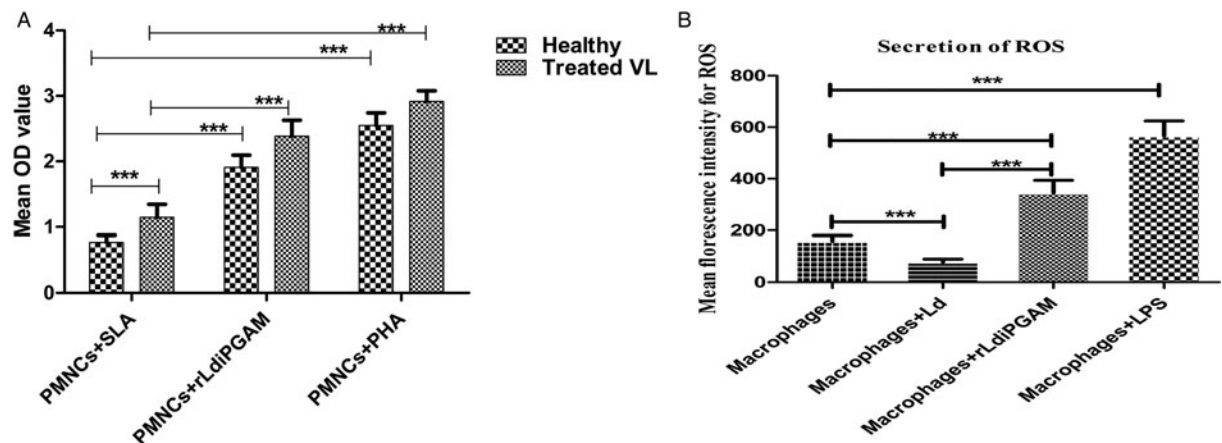 A
Mean OD value
4
3
2
1
0
***
***
***
***
***
Healthy
Treated VL
PMNCs+SLA
PMNCs+rLdiPGAM
PMNCs+PHA
B
Secretion of ROS
Mean florescence intensity for ROS
800
600
400
200
0
***
***
***
***
Macrophages
Macrophages+Ld
Macrophages+rLdiPGAM
Macrophages+LPS